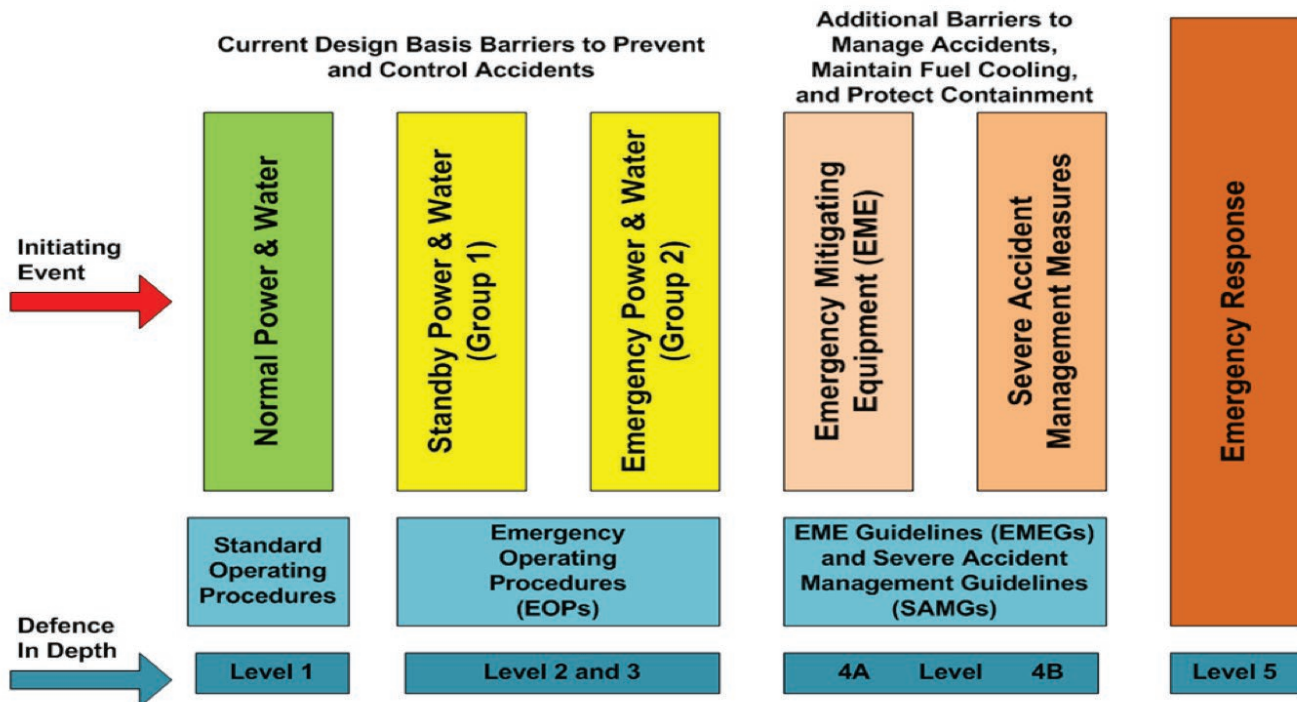 Current Design Basis Barriers to Prevent
and Control Accidents
Additional Barriers to
Manage Accidents,
Maintain Fuel Cooling,
and Protect Containment
Initiating
Event
Normal Power & Water
Standby Power & Water
(Group 1)
Emergency Power & Water
(Group 2)
Emergency Mitigating
Equipment (EME)
Severe Accident
Management Measures
Emergency Response
Standard
Operating
Procedures
Emergency
Operating
Procedures
(EOPs)
EME Guidelines (EMEGs)
and Severe Accident
Management Guidelines
(SAMGs)
Defence
In Depth
Level 1
Level 2 and 3
4A Level 4B
Level 5